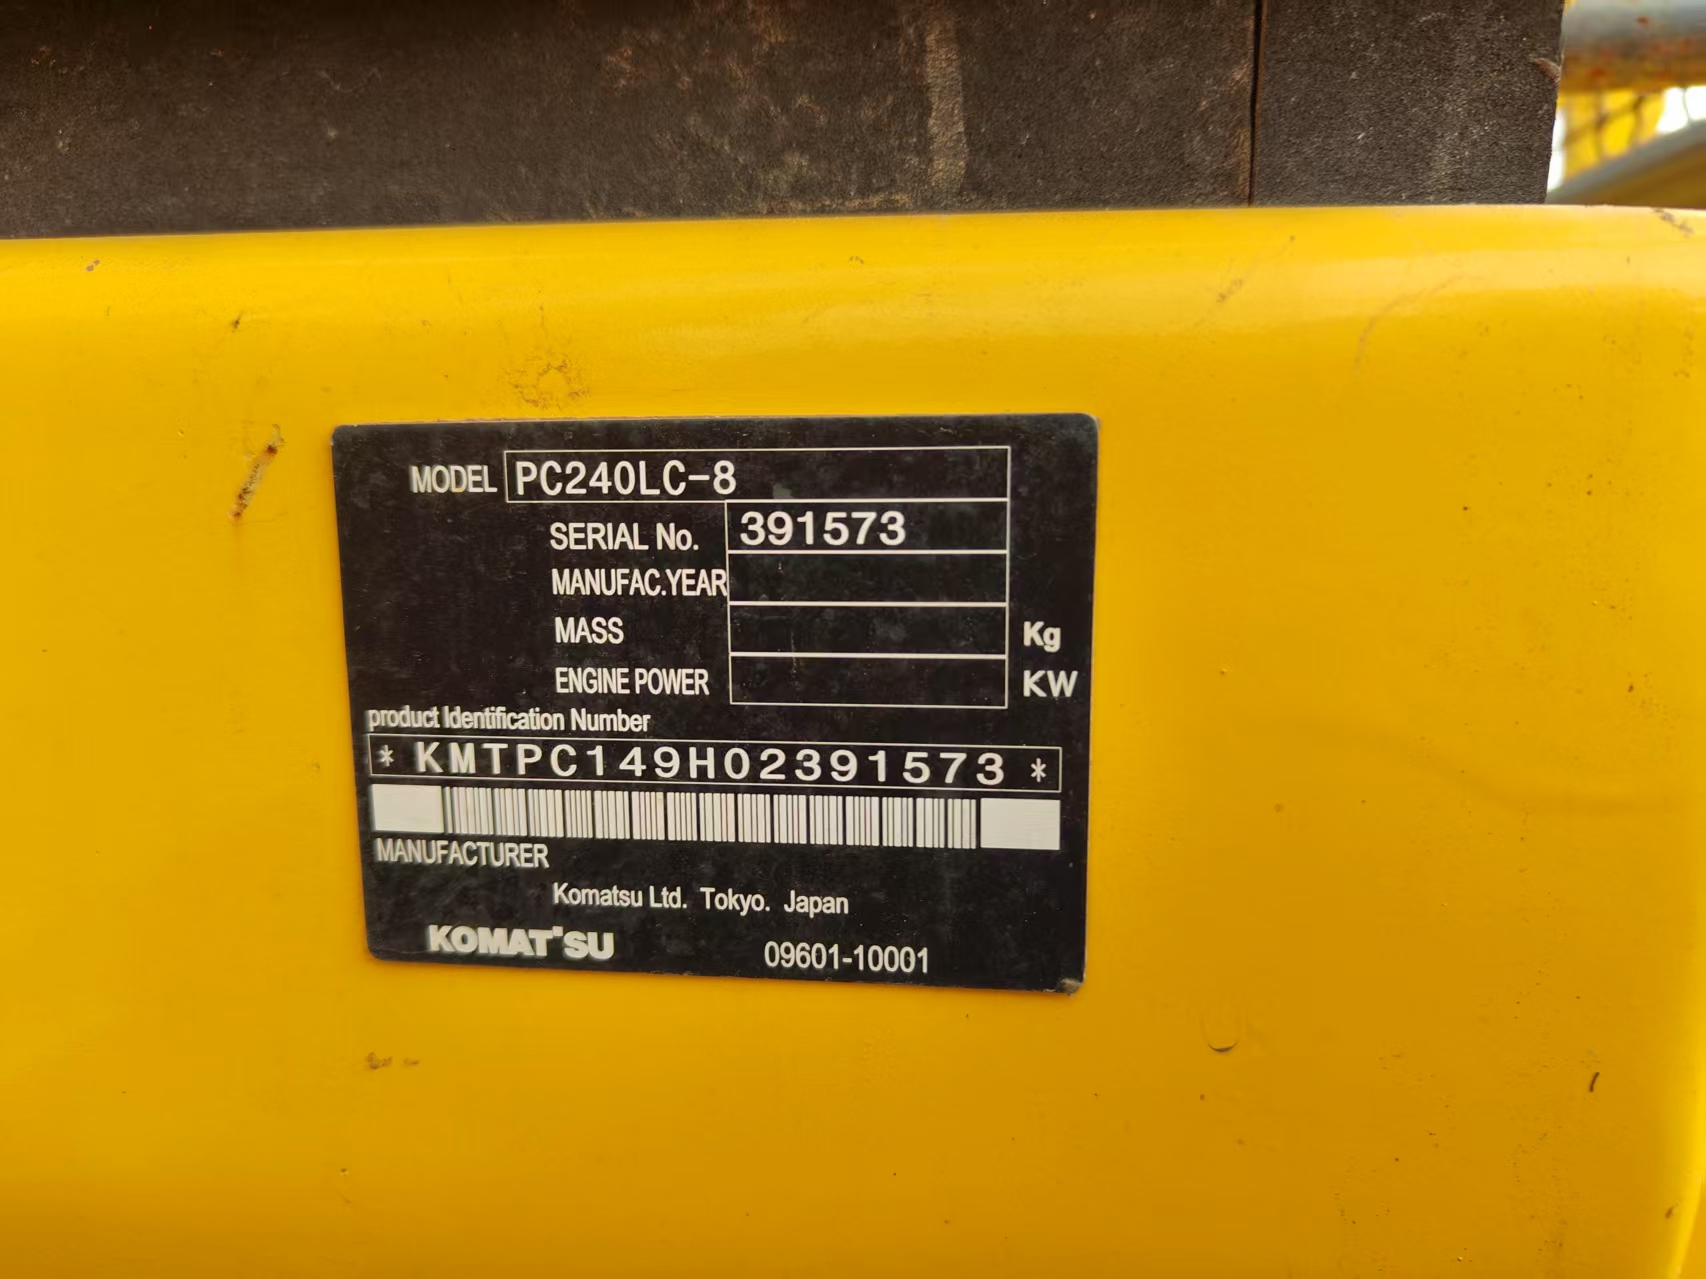 MODEL PC240LC-8
SERIAL No. 391573
MANUFAC.YEAR
MASS Kg
ENGINE POWER KW
product Identification Number
* KMTPC149H02391573 *
MANUFACTURER
Komatsu Ltd. Tokyo. Japan
KOMATSU 09601-10001